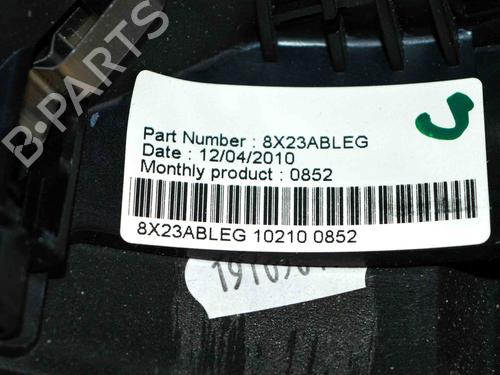 B-PARTS
Part Number : 8X23ABLEG
Date : 12/04/2010
Monthly product : 0852
8X23ABLEG 10210 0852